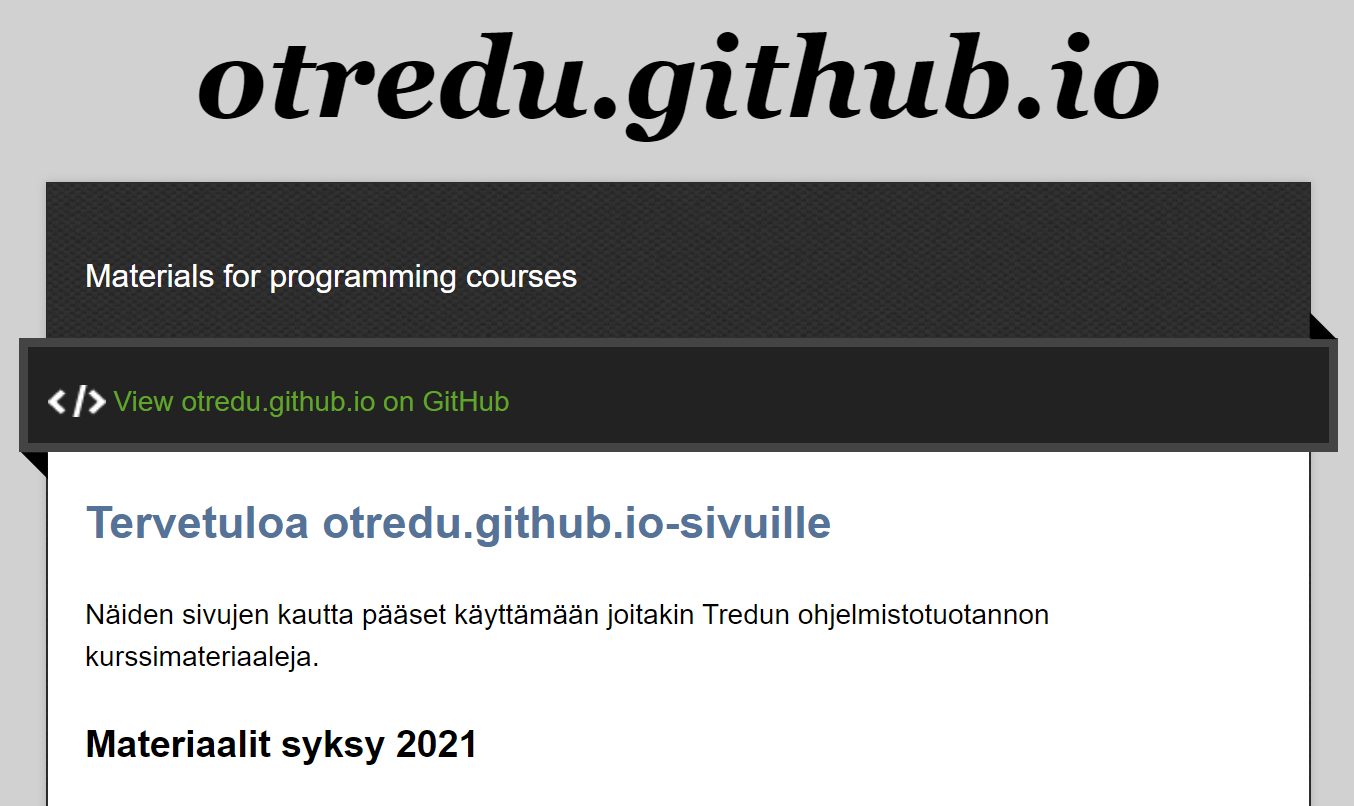 otredu.github.io
Materials for programming courses
</> View otredu.github.io on GitHub
Tervetuloa otredu.github.io-sivuille
Näiden sivujen kautta pääset käyttämään joitakin Tredun ohjelmistotuotannon
kurssimateriaaleja.
Materiaalit syksy 2021